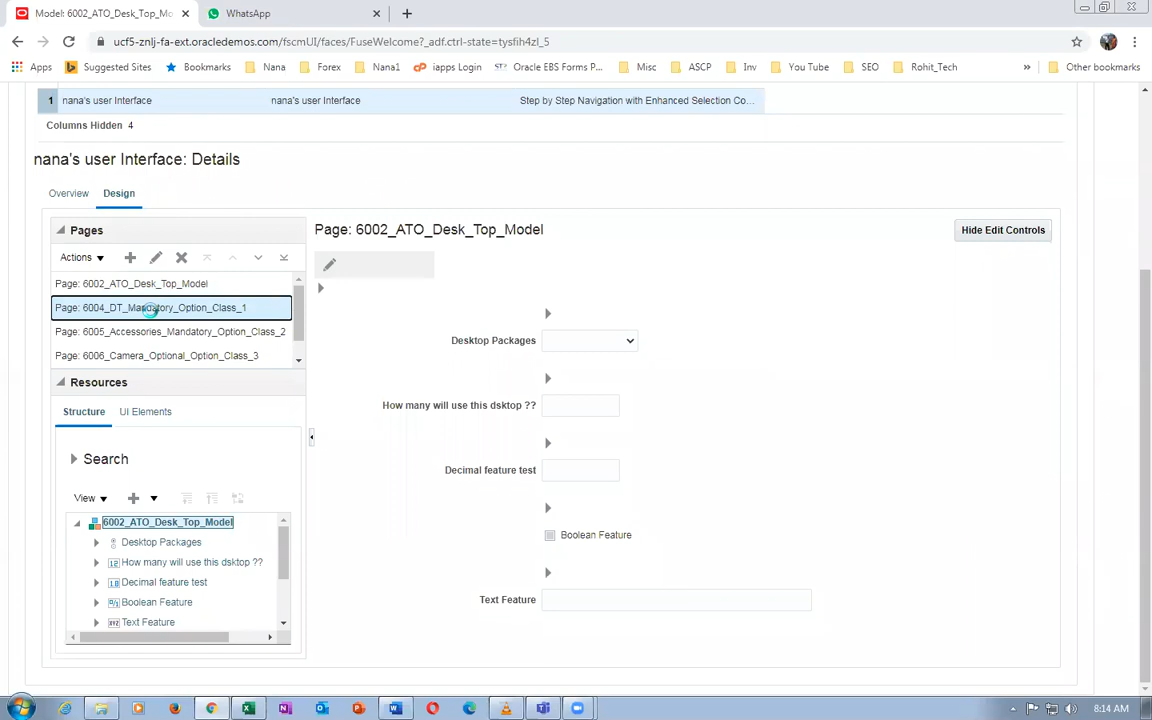 Model: 6002_ATO_Desk_Top_Mo
WhatsApp
ucf5-znlj-fa-ext.oracledemos.com/fscmUI/faces/FuseWelcome?_adf.ctrl-state=tysfih4zl_5
Apps
Suggested Sites
Bookmarks
Nana
Forex
Nana1
iapps Login
Oracle EBS Forms P...
Misc
ASCP
Inv
You Tube
SEO
Rohit_Tech
»
Other bookmarks
1 nana's user Interface nana's user Interface Step by Step Navigation with Enhanced Selection Co...
Columns Hidden 4
nana's user Interface: Details
Overview Design
Pages
Actions
Page: 6002_ATO_Desk_Top_Model
Page: 6004_DT_Mandatory_Option_Class_1
Page: 6005_Accessories_Mandatory_Option_Class_2
Page: 6006_Camera_Optional_Option_Class_3
Resources
Structure UI Elements
Search
View
6002_ATO_Desk_Top_Model
Desktop Packages
How many will use this dsktop ??
Decimal feature test
Boolean Feature
Text Feature
Page: 6002_ATO_Desk_Top_Model
Hide Edit Controls
Desktop Packages
How many will use this dsktop ??
Decimal feature test
Boolean Feature
Text Feature
8:14 AM